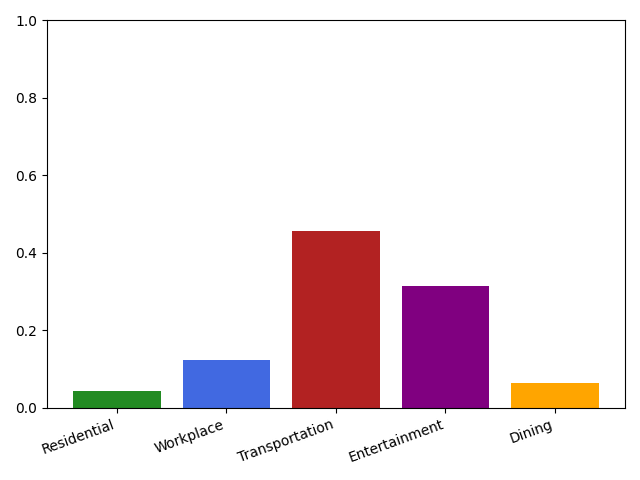 1.0
0.8
0.6
0.4
0.2
0.0
Residential
Workplace
Transportation
Entertainment
Dining